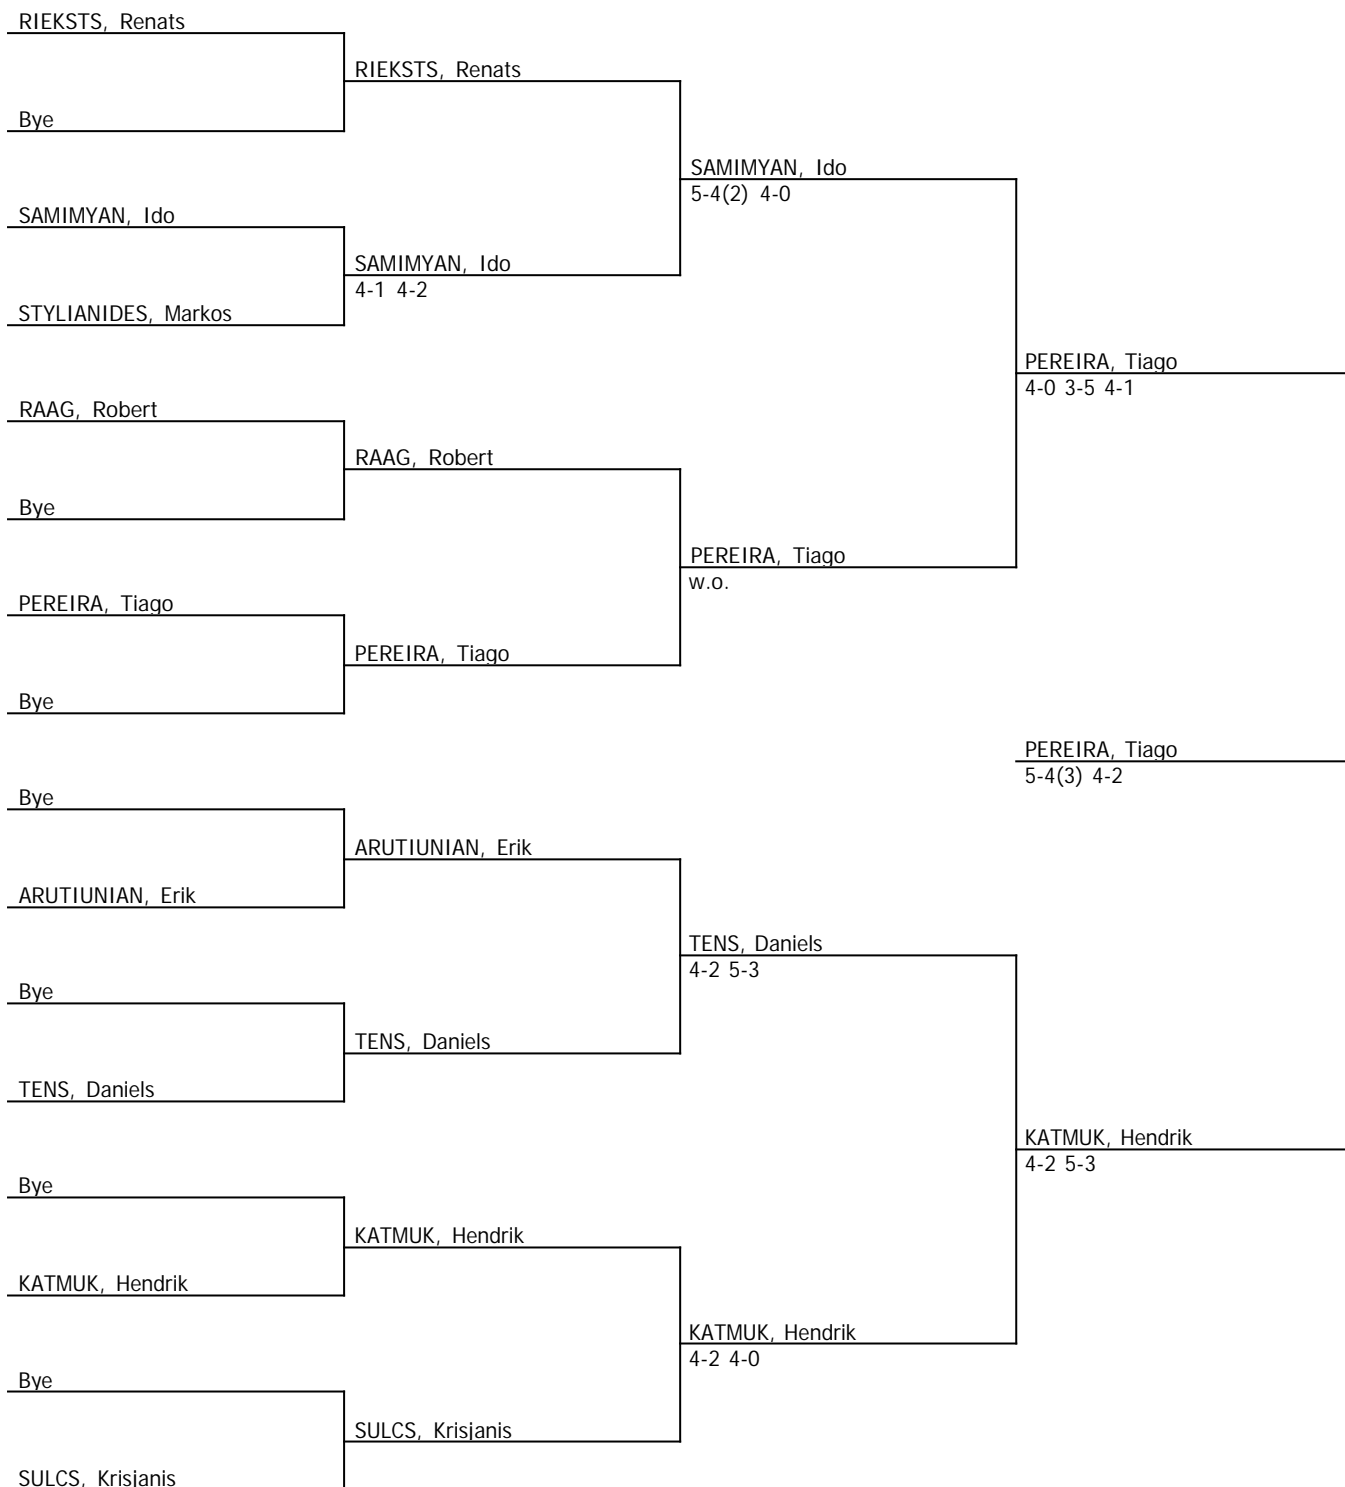 RIEKSTS, Renats
RIEKSTS, Renats
Bye
SAMIMYAN, Ido
5-4(2) 4-0
SAMIMYAN, Ido
SAMIMYAN, Ido
4-1 4-2
STYLIANIDES, Markos
PEREIRA, Tiago
4-0 3-5 4-1
RAAG, Robert
RAAG, Robert
Bye
PEREIRA, Tiago
w.o.
PEREIRA, Tiago
PEREIRA, Tiago
Bye
PEREIRA, Tiago
5-4(3) 4-2
Bye
ARUTIUNIAN, Erik
ARUTIUNIAN, Erik
TENS, Daniels
4-2 5-3
Bye
TENS, Daniels
TENS, Daniels
KATMUK, Hendrik
4-2 5-3
Bye
KATMUK, Hendrik
KATMUK, Hendrik
KATMUK, Hendrik
4-2 4-0
Bye
SULCS, Krisjanis
SULCS, Krisjanis